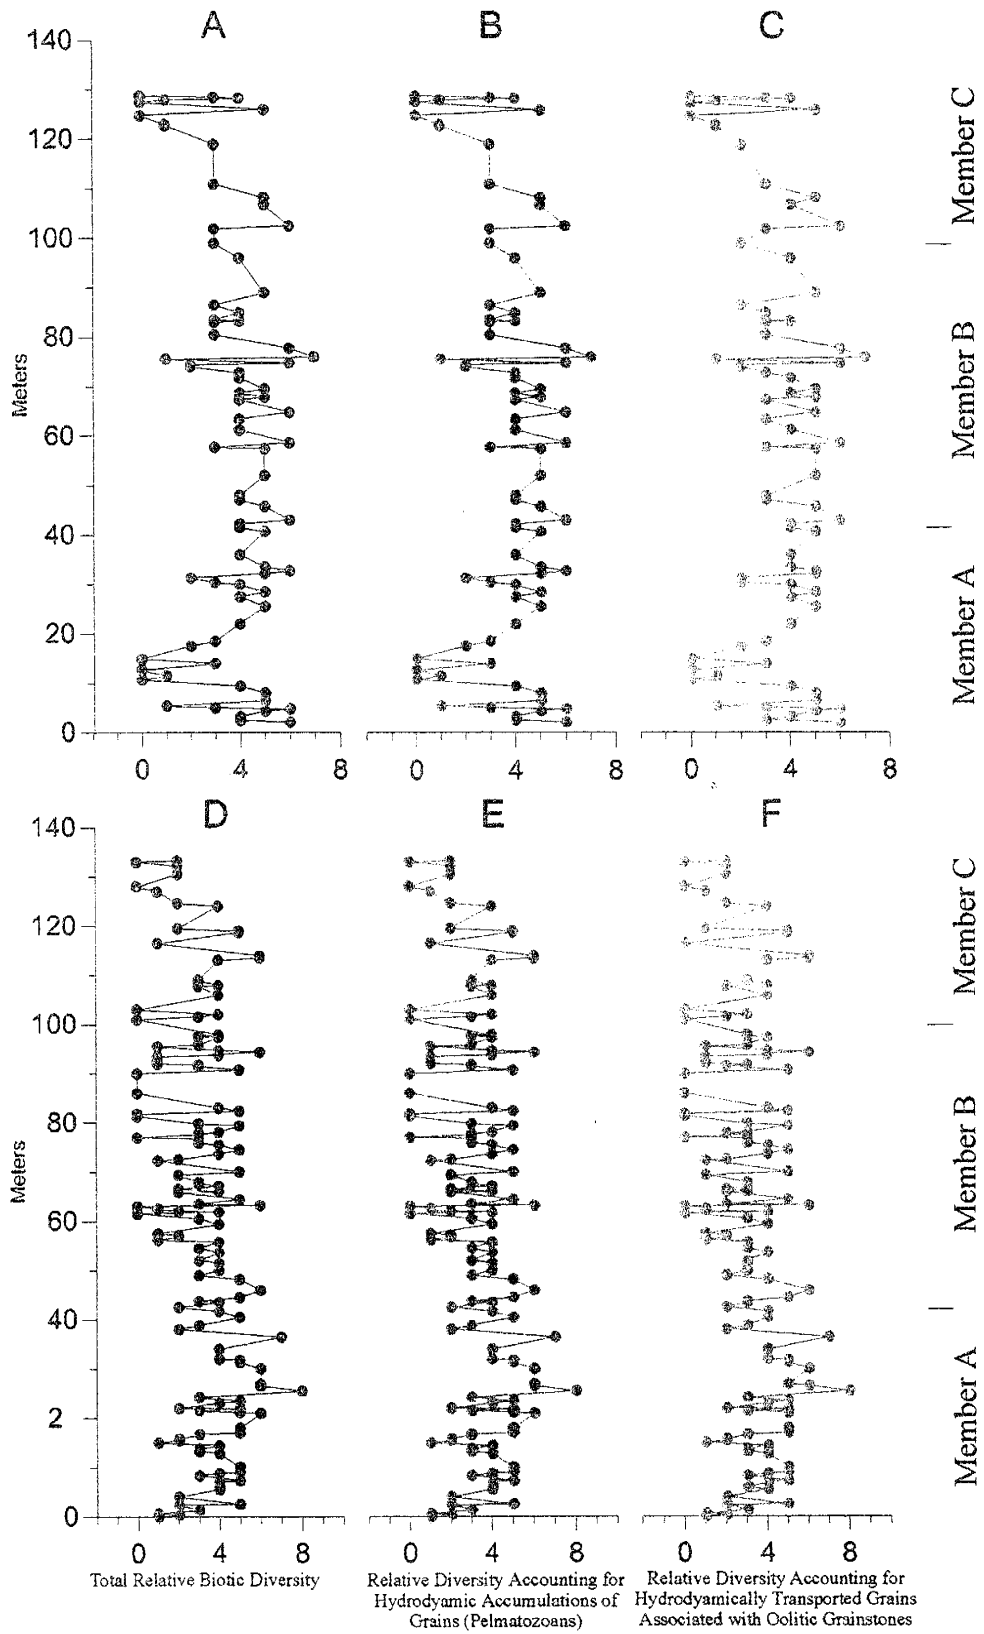 A B C
140
120
100
80
60
40
20
0
Meters
0 4 8 0 4 8 0 4 8
Member C
Member B
Member A
D E F
140
120
100
80
60
40
2
0
Meters
0 4 8 0 4 8 0 4 8
Member C
Member B
Member A
Total Relative Biotic Diversity
Relative Diversity Accounting for
Hydrodyamic Accumulations of
Grains (Pelmatozoans)
Relative Diversity Accounting for
Hydrodyamically Transported Grains
Associated with Oolitic Grainstones